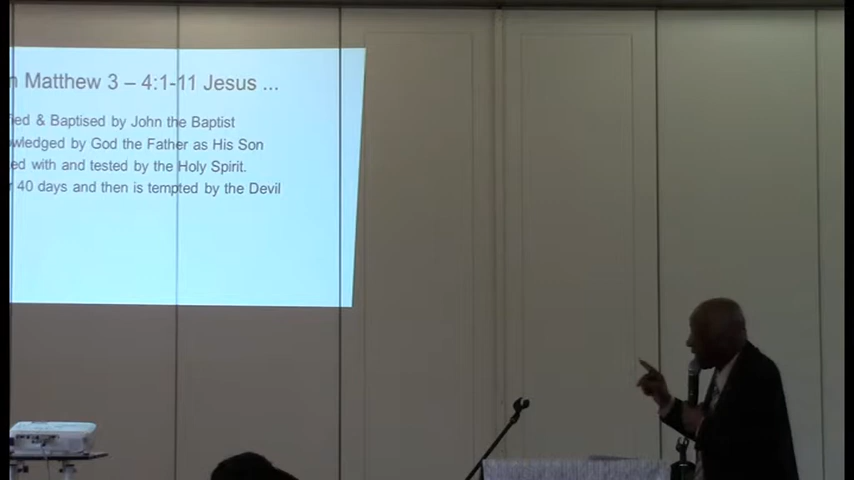 Matthew 3 – 4:1-11 Jesus ...
& Baptised by John the Baptist
by God the Father as His Son
with and tested by the Holy Spirit.
40 days and then is tempted by the Devil